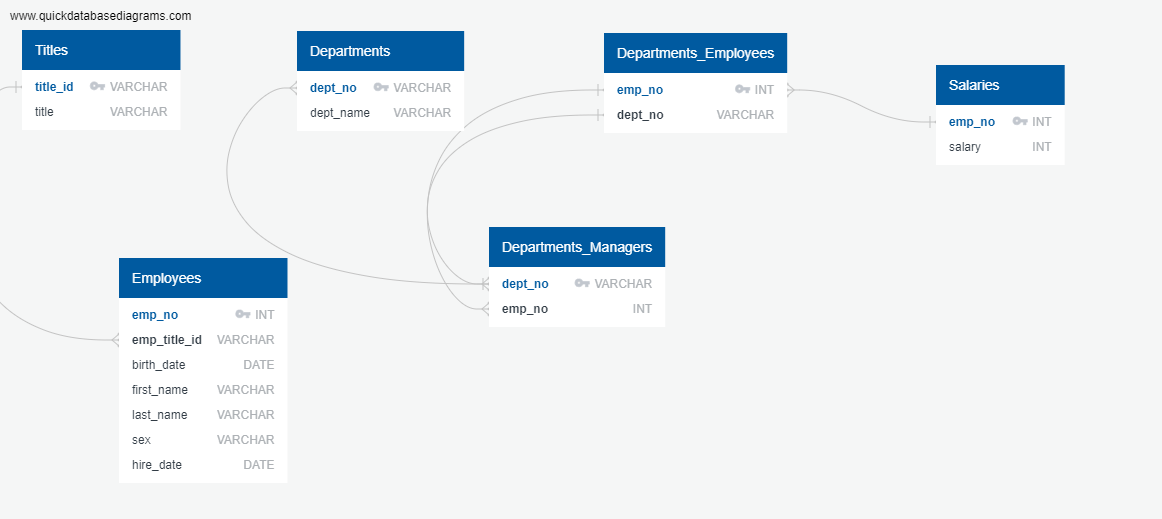 www.quickdatabasediagrams.com
Titles
title_id VARCHAR
title VARCHAR
Departments
dept_no VARCHAR
dept_name VARCHAR
Departments_Employees
emp_no INT
dept_no VARCHAR
Salaries
emp_no INT
salary INT
Departments_Managers
dept_no VARCHAR
emp_no INT
Employees
emp_no INT
emp_title_id VARCHAR
birth_date DATE
first_name VARCHAR
last_name VARCHAR
sex VARCHAR
hire_date DATE